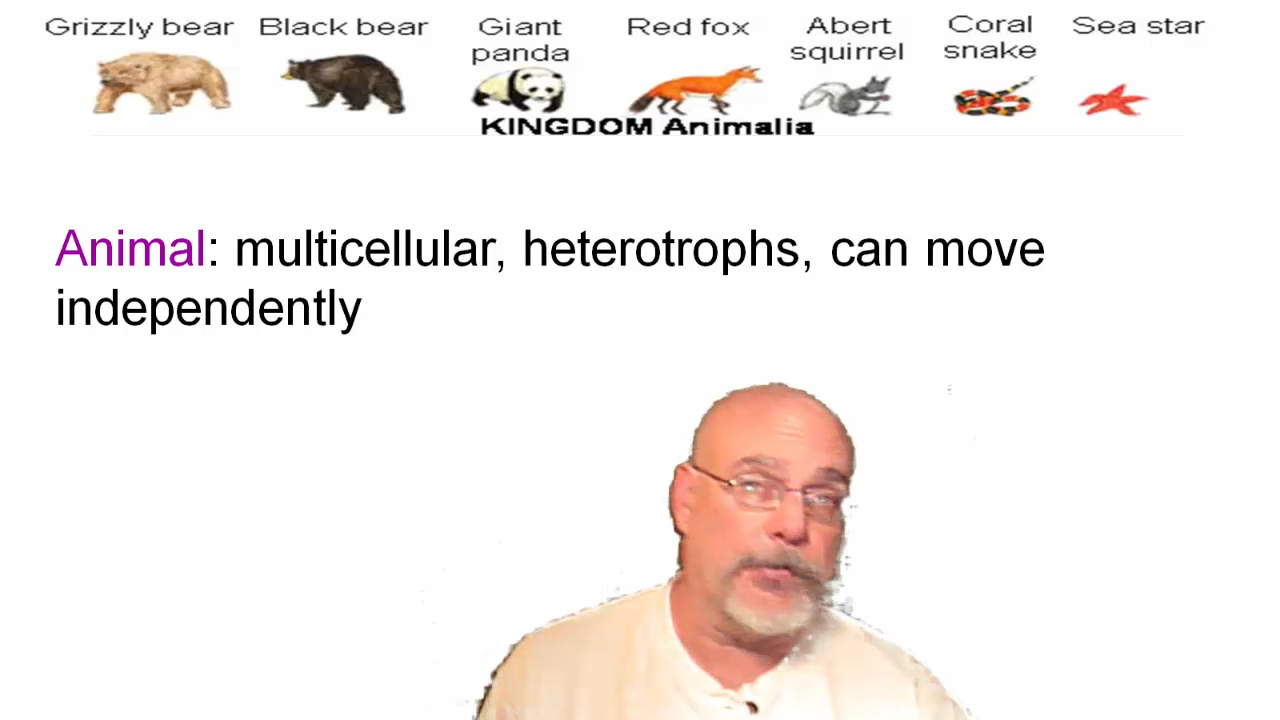 Grizzly bear Black bear Giant panda Red fox Abert squirrel Coral snake Sea star
KINGDOM Animalia
Animal: multicellular, heterotrophs, can move
independently